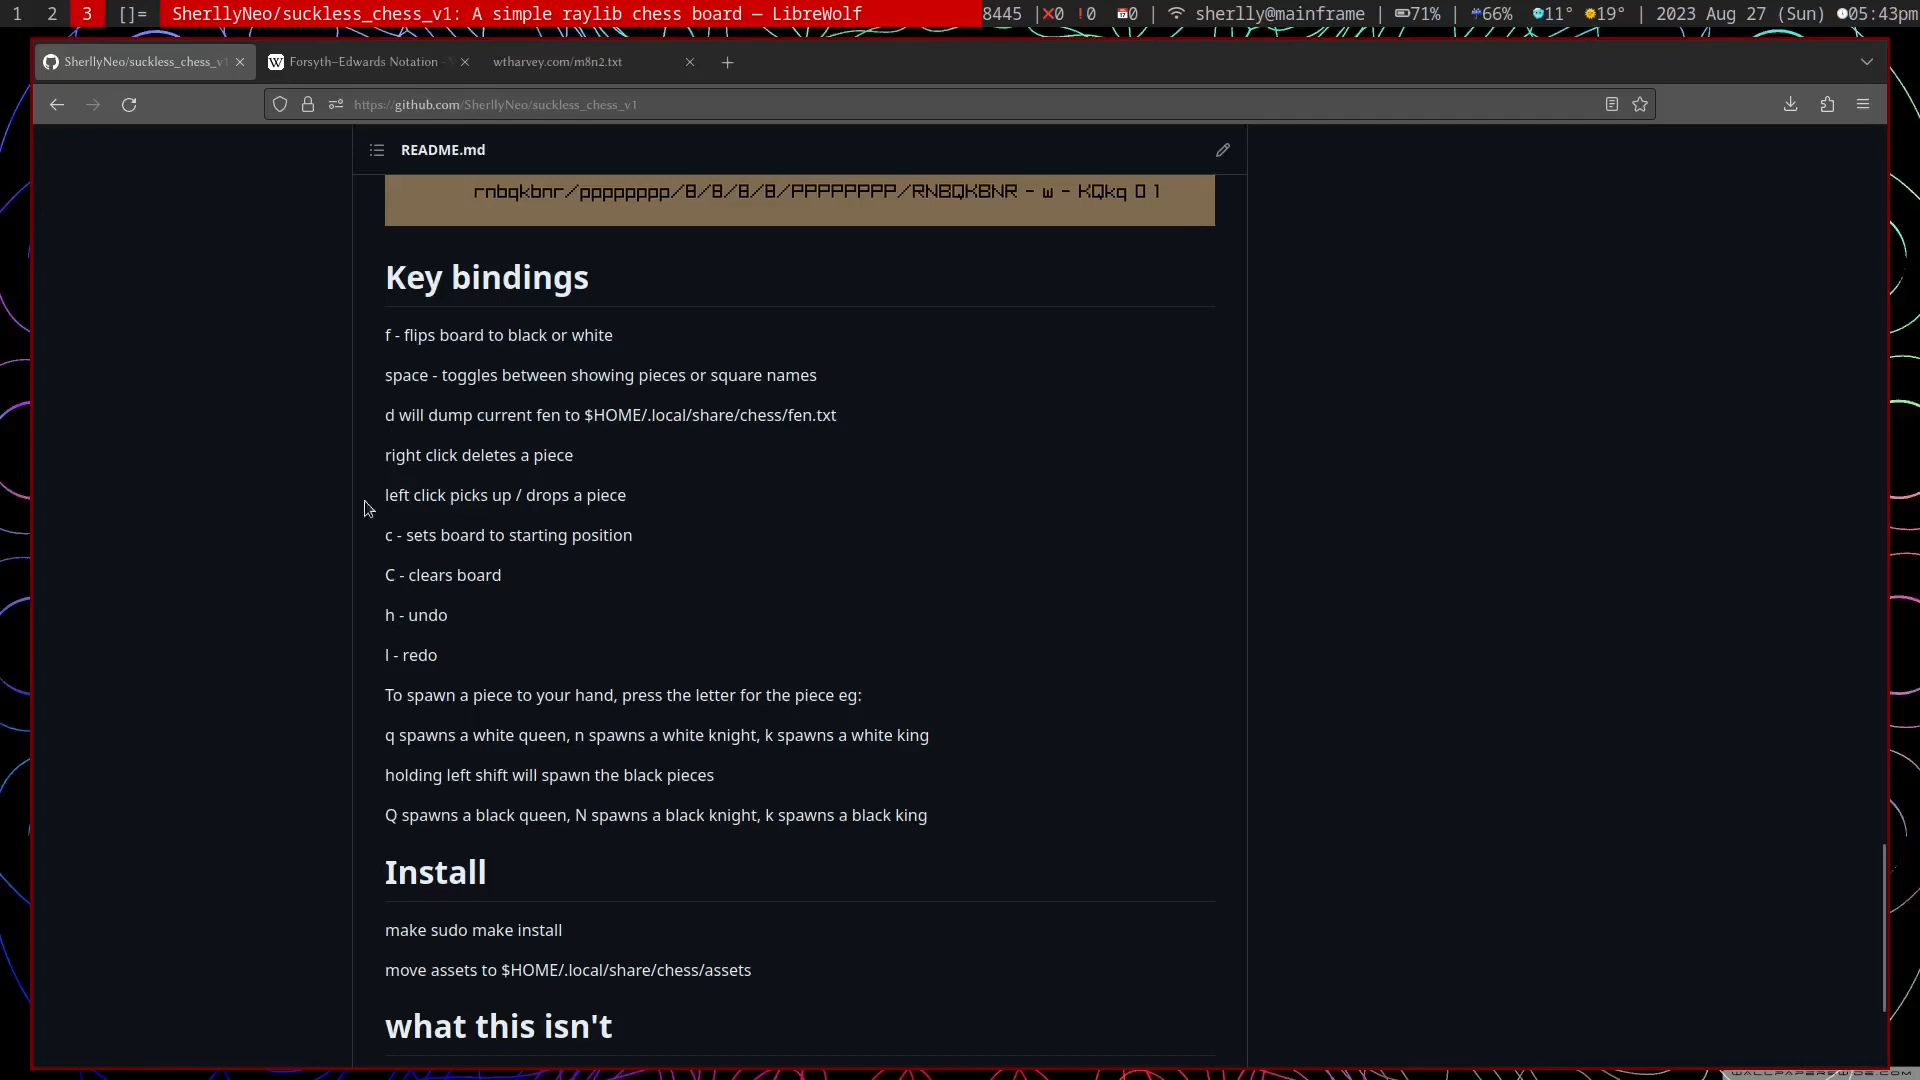 1 2 3 []= SherllyNeo/suckless_chess_v1: A simple raylib chess board — LibreWolf 8445 |❌0 !0 📅0 | sherlly@mainframe | 71% | 66% 11° 19° | 2023 Aug 27 (Sun) 05:43pm
SherllyNeo/suckless_chess_v1 Forsyth–Edwards Notation - wtharvey.com/m8n2.txt
https://github.com/SherllyNeo/suckless_chess_v1
README.md
rnbqkbnr/pppppppp/8/8/8/8/PPPPPPPP/RNBQKBNR - w - KQkq 0 1
Key bindings
f - flips board to black or white
space - toggles between showing pieces or square names
d will dump current fen to $HOME/.local/share/chess/fen.txt
right click deletes a piece
left click picks up / drops a piece
c - sets board to starting position
C - clears board
h - undo
l - redo
To spawn a piece to your hand, press the letter for the piece eg:
q spawns a white queen, n spawns a white knight, k spawns a white king
holding left shift will spawn the black pieces
Q spawns a black queen, N spawns a black knight, k spawns a black king
Install
make sudo make install
move assets to $HOME/.local/share/chess/assets
what this isn't